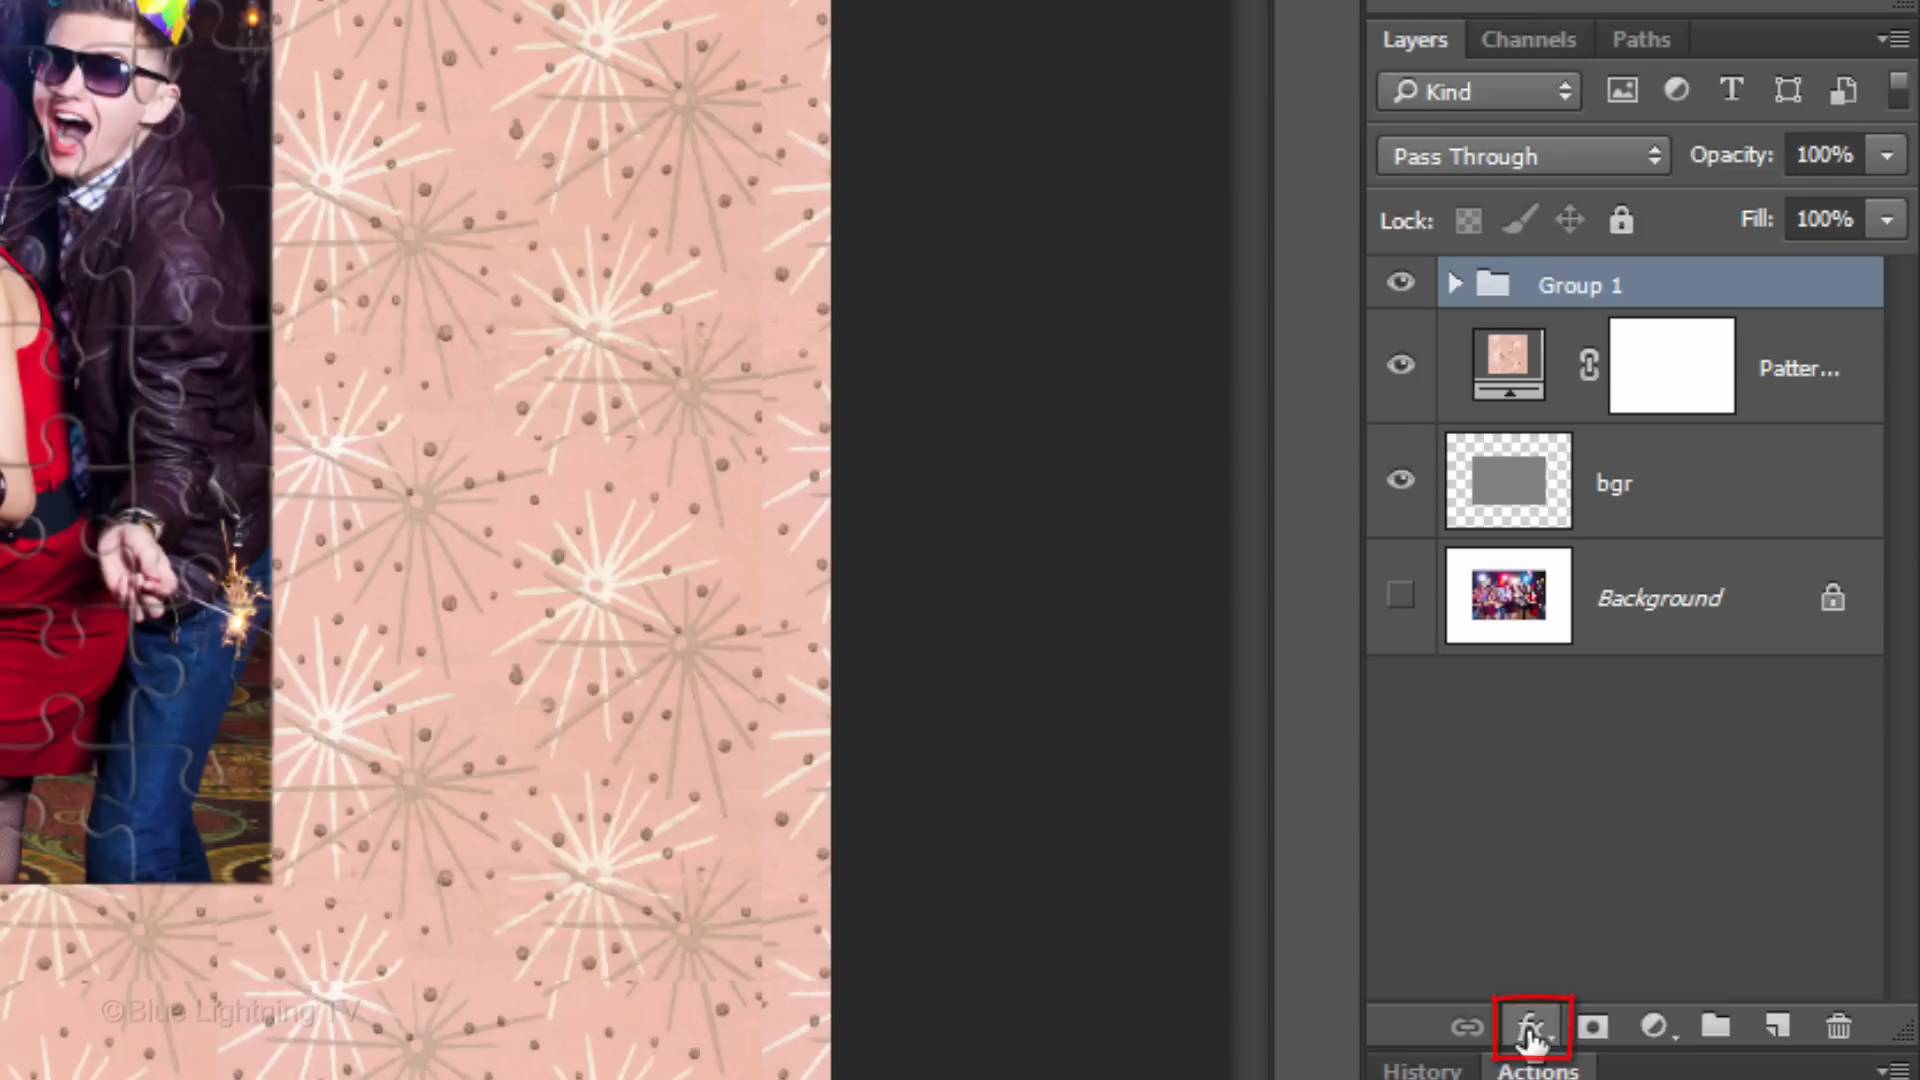 Layers Channels Paths
Kind T
Pass Through Opacity: 100%
Lock: Fill: 100%
Group 1
Patter...
bgr
Background
©Blue Lightning TV
fx
History Actions